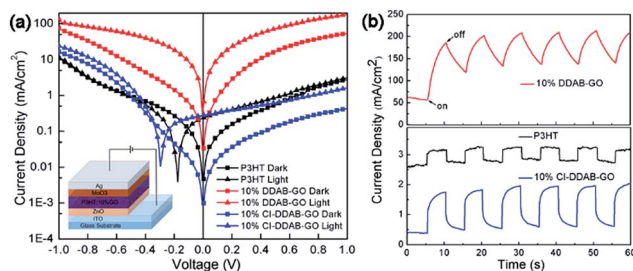 (a)
100
10
1
0.1
0.01
1E-3
1E-4
Current Density (mA/cm²)
-1.0 -0.8 -0.6 -0.4 -0.2 0.0 0.2 0.4 0.6 0.8 1.0
Voltage (V)
P3HT Dark
P3HT Light
10% DDAB-GO Dark
10% DDAB-GO Light
10% Cl-DDAB-GO Dark
10% Cl-DDAB-GO Light
Ag
MoO3
P3HT:10%GO
ZnO
ITO
Glass Substrate
(b)
250
200
150
100
50
0
off
on
10% DDAB-GO
P3HT
10% Cl-DDAB-GO
3
2
1
0
Current Density (mA/cm²)
0 10 20 30 40 50 60
Time (s)